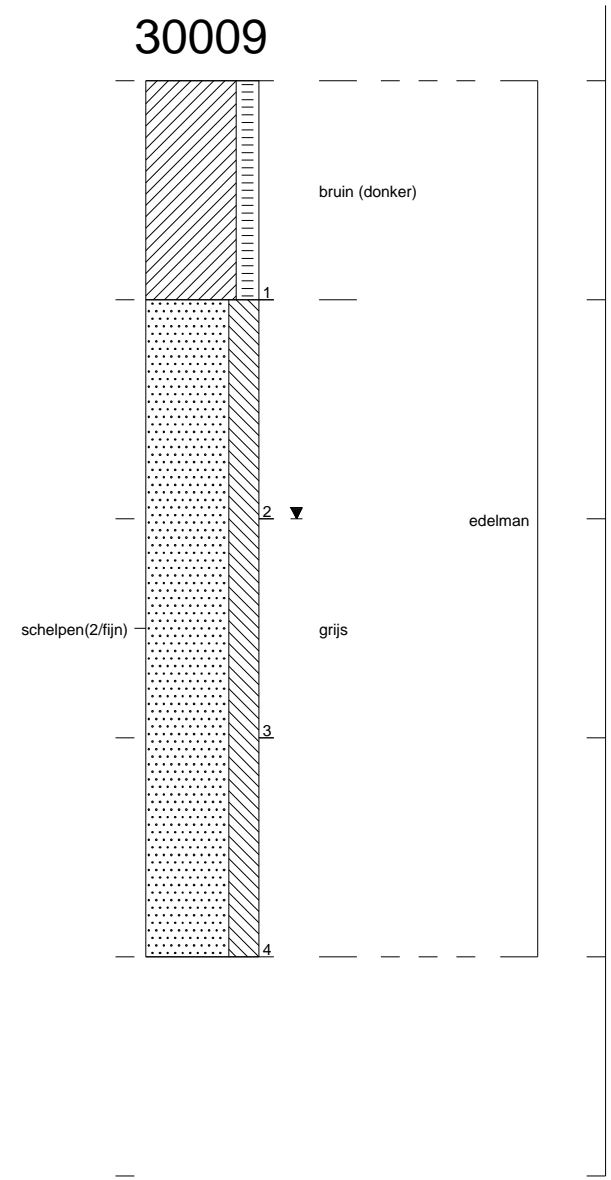 30009
bruin (donker)
1
2
edelman
schelpen(2/fijn)
grijs
3
4